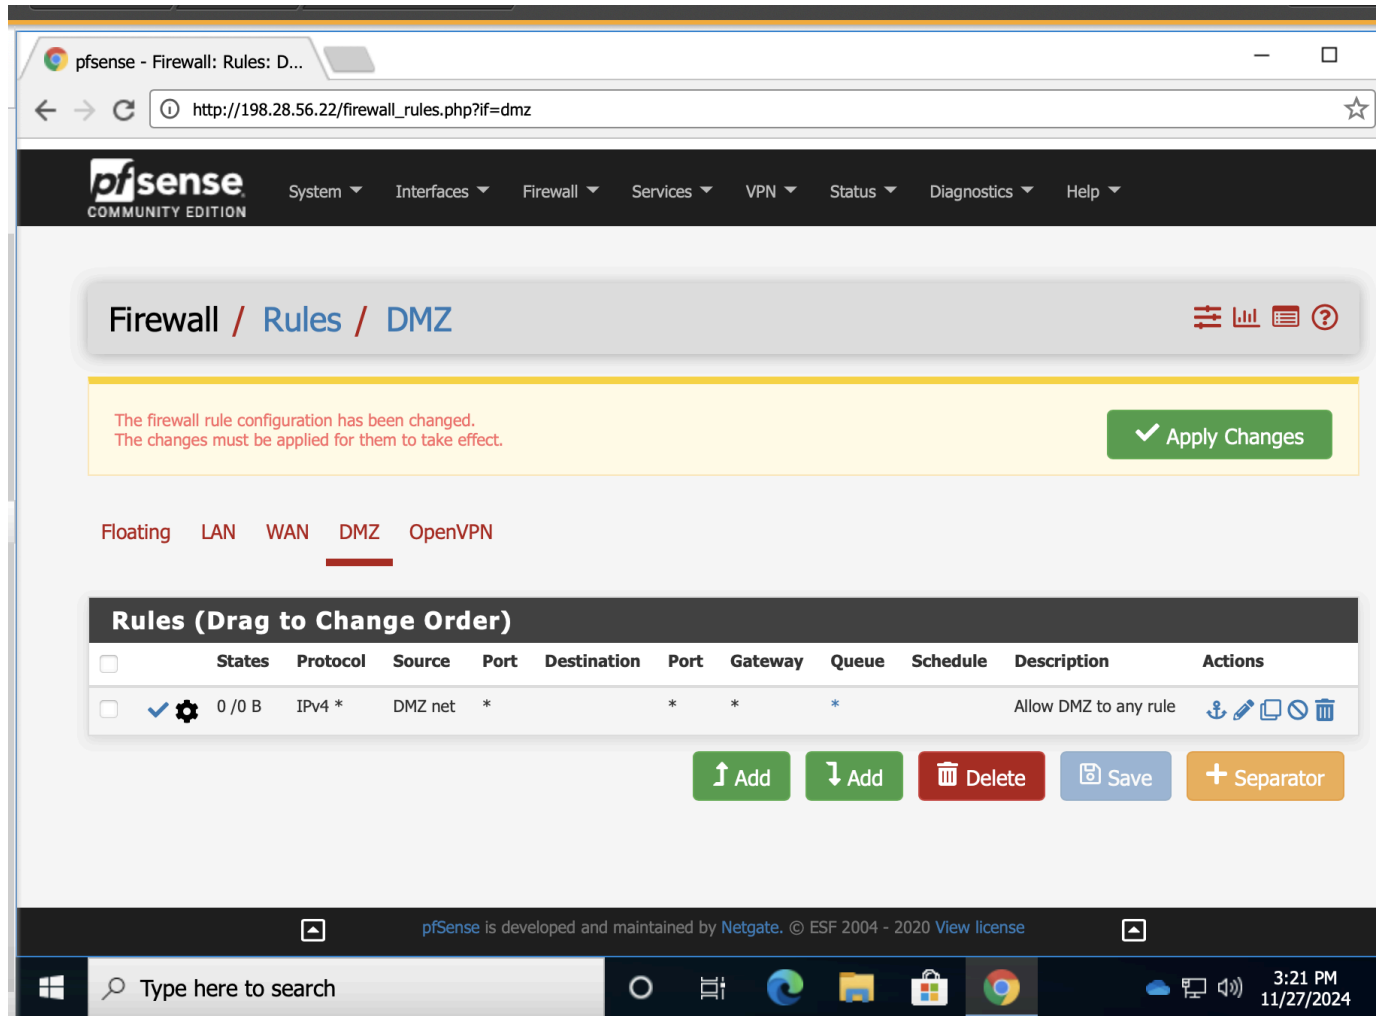 pfsense - Firewall: Rules: D...
http://198.28.56.22/firewall_rules.php?if=dmz
pfsense
COMMUNITY EDITION
System Interfaces Firewall Services VPN Status Diagnostics Help
Firewall / Rules / DMZ
The firewall rule configuration has been changed.
The changes must be applied for them to take effect.
Apply Changes
Floating LAN WAN DMZ OpenVPN
Rules (Drag to Change Order)
States Protocol Source Port Destination Port Gateway Queue Schedule Description Actions
0 /0 B IPv4 * DMZ net * * * * Allow DMZ to any rule
Add Add Delete Save Separator
pfSense is developed and maintained by Netgate. © ESF 2004 - 2020 View license
Type here to search
3:21 PM
11/27/2024